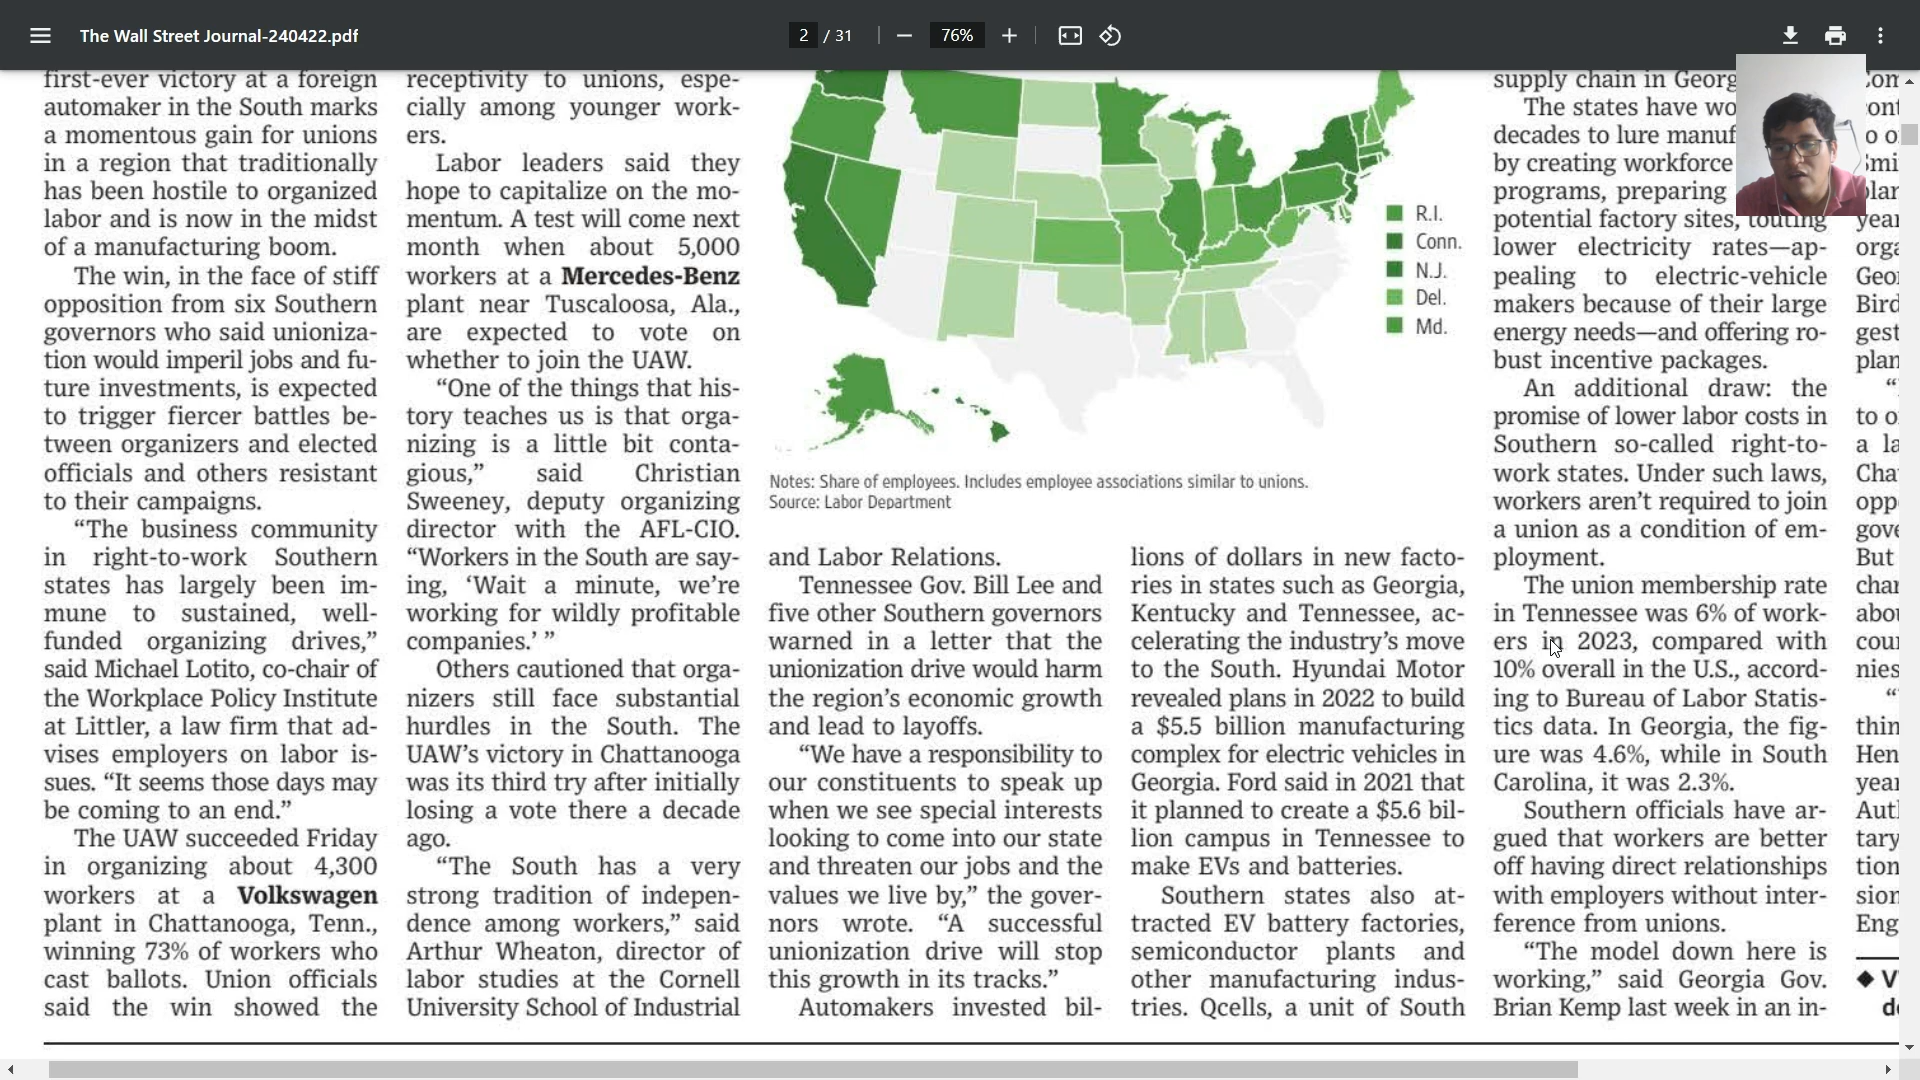 The Wall Street Journal-240422.pdf
2 / 31
76%
first-ever victory at a foreign
automaker in the South marks
a momentous gain for unions
in a region that traditionally
has been hostile to organized
labor and is now in the midst
of a manufacturing boom.
The win, in the face of stiff
opposition from six Southern
governors who said unioniza-
tion would imperil jobs and fu-
ture investments, is expected
to trigger fiercer battles be-
tween organizers and elected
officials and others resistant
to their campaigns.
“The business community
in right-to-work Southern
states has largely been im-
mune to sustained, well-
funded organizing drives,”
said Michael Lotito, co-chair of
the Workplace Policy Institute
at Littler, a law firm that ad-
vises employers on labor is-
sues. “It seems those days may
be coming to an end.”
The UAW succeeded Friday
in organizing about 4,300
workers at a Volkswagen
plant in Chattanooga, Tenn.,
winning 73% of workers who
cast ballots. Union officials
said the win showed the
receptivity to unions, espe-
cially among younger work-
ers.
Labor leaders said they
hope to capitalize on the mo-
mentum. A test will come next
month when about 5,000
workers at a Mercedes-Benz
plant near Tuscaloosa, Ala.,
are expected to vote on
whether to join the UAW.
“One of the things that his-
tory teaches us is that orga-
nizing is a little bit conta-
gious,” said Christian
Sweeney, deputy organizing
director with the AFL-CIO.
“Workers in the South are say-
ing, ‘Wait a minute, we’re
working for wildly profitable
companies.’ ”
Others cautioned that orga-
nizers still face substantial
hurdles in the South. The
UAW’s victory in Chattanooga
was its third try after initially
losing a vote there a decade
ago.
“The South has a very
strong tradition of indepen-
dence among workers,” said
Arthur Wheaton, director of
labor studies at the Cornell
University School of Industrial
R.I.
Conn.
N.J.
Del.
Md.
Notes: Share of employees. Includes employee associations similar to unions.
Source: Labor Department
and Labor Relations.
Tennessee Gov. Bill Lee and
five other Southern governors
warned in a letter that the
unionization drive would harm
the region’s economic growth
and lead to layoffs.
“We have a responsibility to
our constituents to speak up
when we see special interests
looking to come into our state
and threaten our jobs and the
values we live by,” the gover-
nors wrote. “A successful
unionization drive will stop
this growth in its tracks.”
Automakers invested bil-
lions of dollars in new facto-
ries in states such as Georgia,
Kentucky and Tennessee, ac-
celerating the industry’s move
to the South. Hyundai Motor
revealed plans in 2022 to build
a $5.5 billion manufacturing
complex for electric vehicles in
Georgia. Ford said in 2021 that
it planned to create a $5.6 bil-
lion campus in Tennessee to
make EVs and batteries.
Southern states also at-
tracted EV battery factories,
semiconductor plants and
other manufacturing indus-
tries. Qcells, a unit of South
supply chain in Georg
The states have wo
decades to lure manuf
by creating workforce
programs, preparing
potential factory sites, touting
lower electricity rates—ap-
pealing to electric-vehicle
makers because of their large
energy needs—and offering ro-
bust incentive packages.
An additional draw: the
promise of lower labor costs in
Southern so-called right-to-
work states. Under such laws,
workers aren’t required to join
a union as a condition of em-
ployment.
The union membership rate
in Tennessee was 6% of work-
ers in 2023, compared with
10% overall in the U.S., accord-
ing to Bureau of Labor Statis-
tics data. In Georgia, the fig-
ure was 4.6%, while in South
Carolina, it was 2.3%.
Southern officials have ar-
gued that workers are better
off having direct relationships
with employers without inter-
ference from unions.
“The model down here is
working,” said Georgia Gov.
Brian Kemp last week in an in-
year
orga
Geor
Bird
gest
plan
“
to o
a la
Cha
opp
gove
But
char
abou
cou
nies
“
thin
Hen
year
Aut
tary
tion
sion
Eng